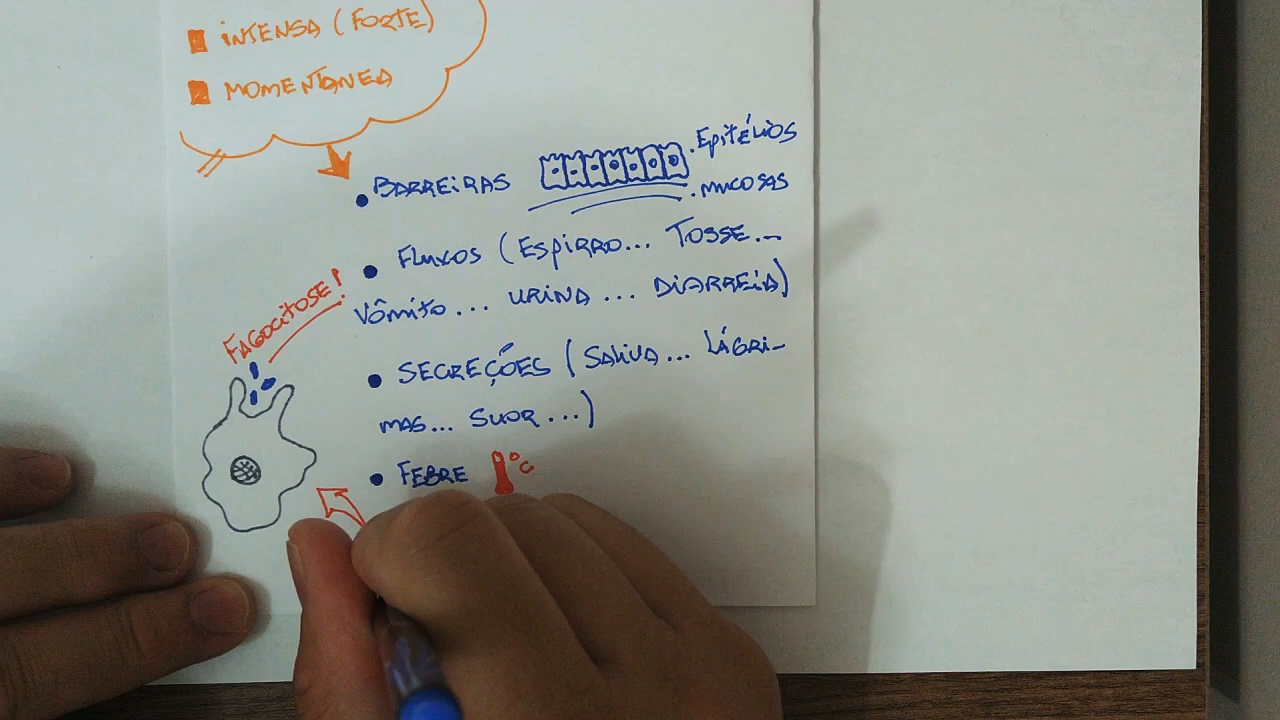 INTENSA (FORTE)
MOMENTANEA
BARREIRAS
. EPITÉLIOS
. MUCOSAS
FLUXOS (ESPIRRO... TOSSE...
VÔMITO... URINA... DIARREIA)
FAGOCITOSE!
SECREÇÕES (SALIVA... LÁGRI-
MAS... SUOR...)
FEBRE °C